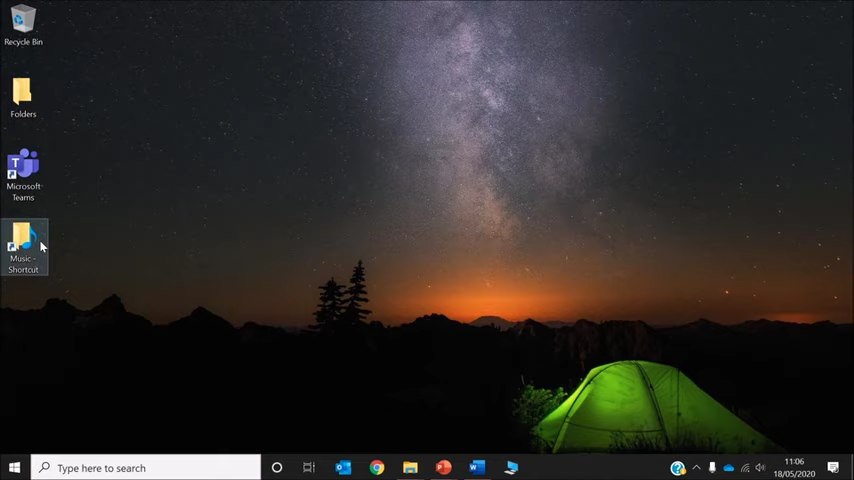 Recycle Bin
Folders
Microsoft
Teams
Music -
Shortcut
Type here to search
11:06
18/05/2020